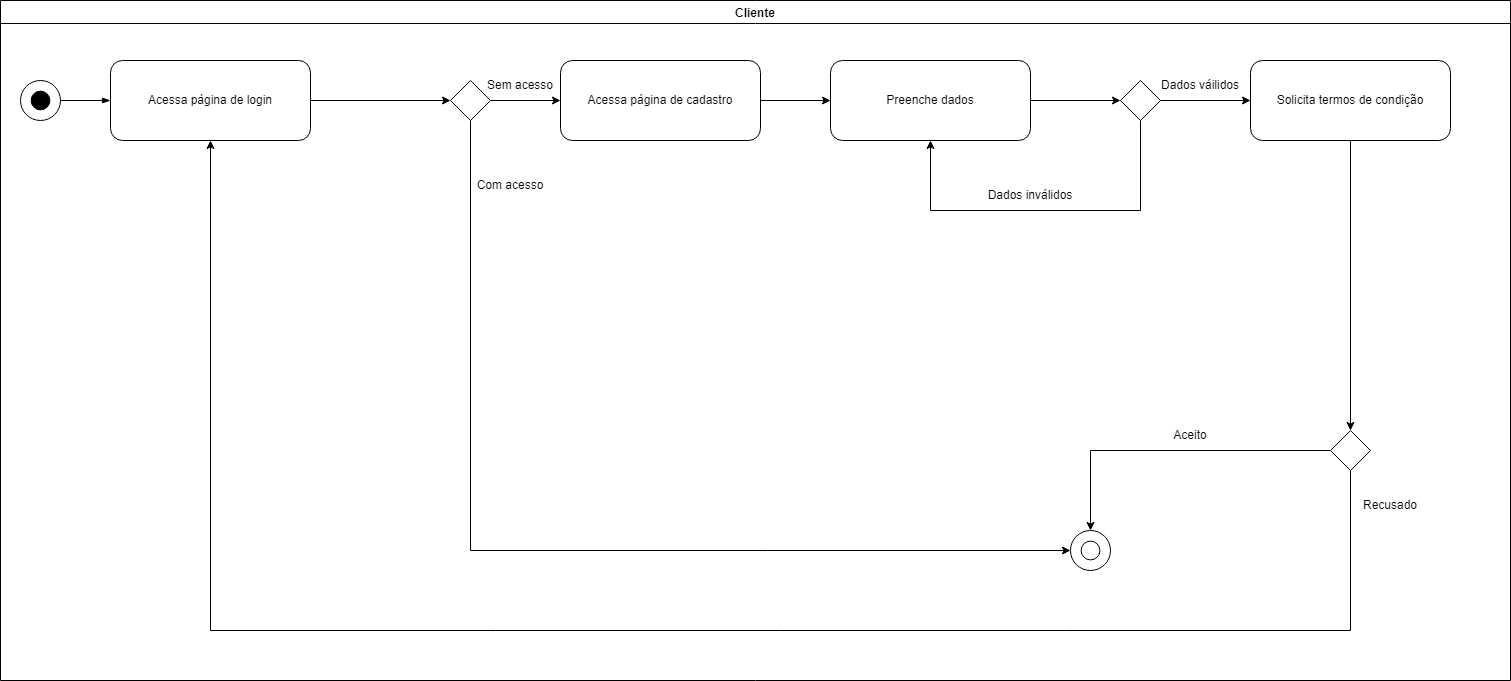 Cliente
Acessa página de login
Sem acesso
Acessa página de cadastro
Preenche dados
Dados váilidos
Solicita termos de condição
Com acesso
Dados inválidos
Aceito
Recusado